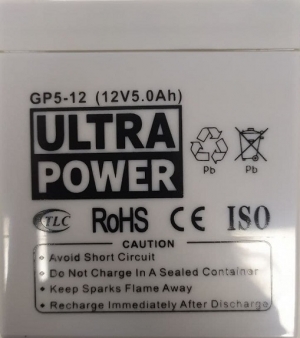 GP5-12 (12V5.0Ah)
ULTRA
POWER
Pb Pb
TLC RoHS CE ISO
CAUTION
• Avoid Short Circuit
• Do Not Charge In A Sealed Container
• Keep Sparks Flame Away
• Recharge Immediately After Discharge